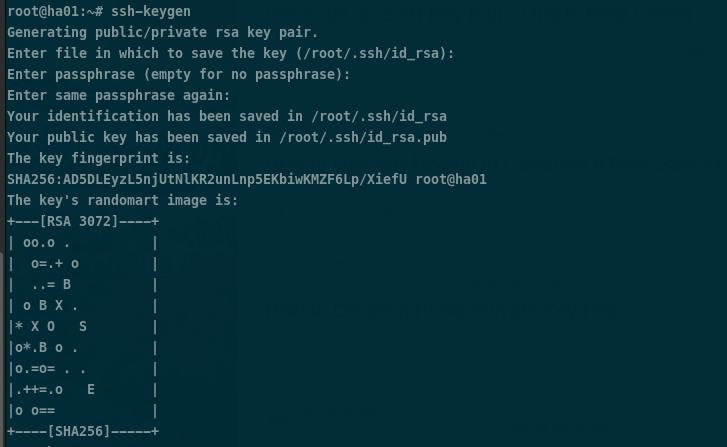 root@ha01:~# ssh-keygen
Generating public/private rsa key pair.
Enter file in which to save the key (/root/.ssh/id_rsa):
Enter passphrase (empty for no passphrase):
Enter same passphrase again:
Your identification has been saved in /root/.ssh/id_rsa
Your public key has been saved in /root/.ssh/id_rsa.pub
The key fingerprint is:
SHA256:AD5DLEyzL5njUtNlKR2unLnp5EKbiwKMZF6Lp/XiefU root@ha01
The key's randomart image is:
+---[RSA 3072]----+
| oo.o .          |
|  o=.+ o         |
|  ..= B          |
| o B X .         |
|* X O   S        |
|o*.B o .         |
|o.=o= . .        |
|.++=.o   E       |
|o o==            |
+----[SHA256]-----+